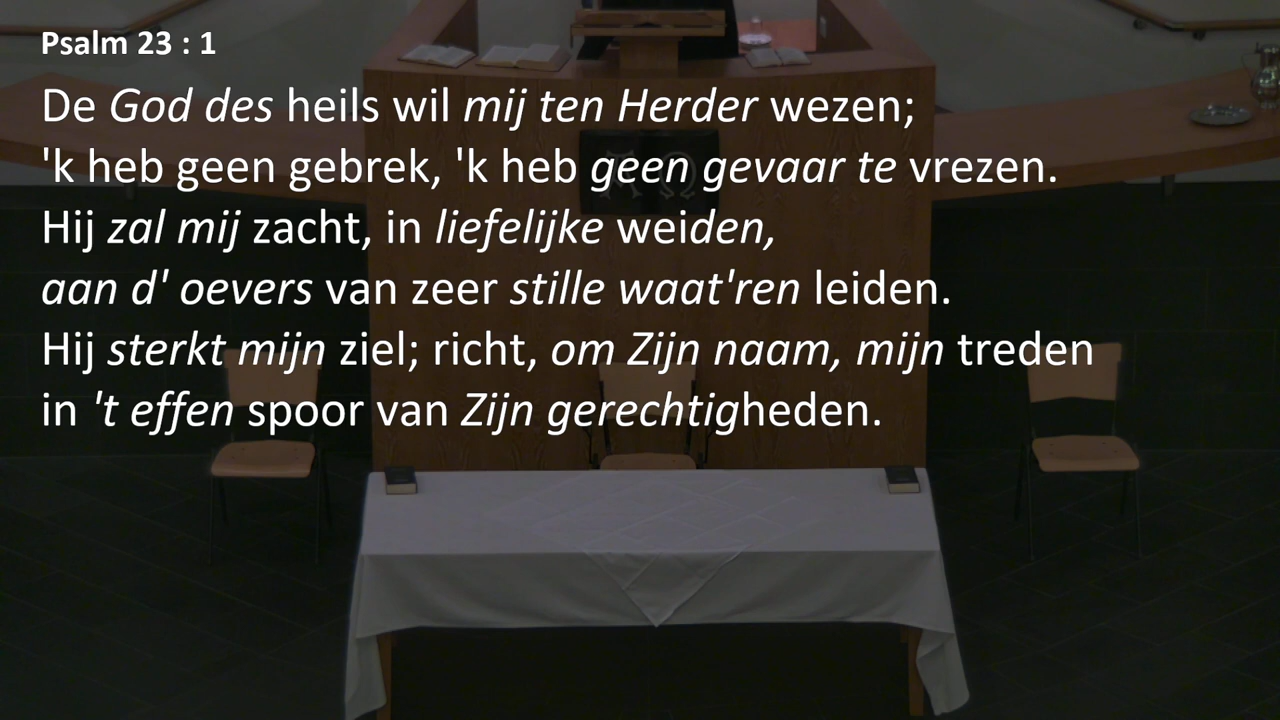 Psalm 23 : 1
De God des heils wil mij ten Herder wezen;
'k heb geen gebrek, 'k heb geen gevaar te vrezen.
Hij zal mij zacht, in liefelijke weiden,
aan d' oevers van zeer stille waat'ren leiden.
Hij sterkt mijn ziel; richt, om Zijn naam, mijn treden
in 't effen spoor van Zijn gerechtigheden.
Α Ω